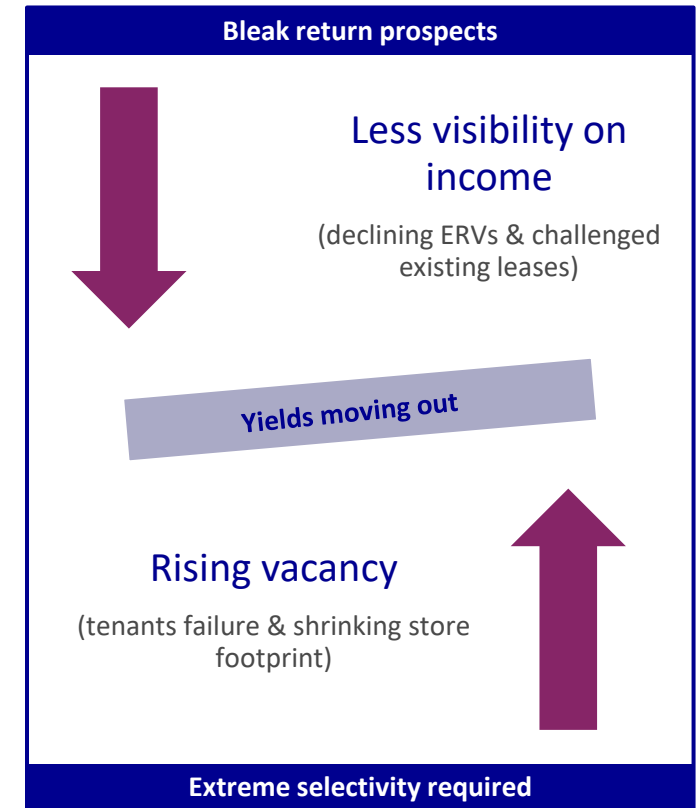 Bleak return prospects
Less visibility on
income
(declining ERVs & challenged
existing leases)
Yields moving out
Rising vacancy
(tenants failure & shrinking store
footprint)
Extreme selectivity required